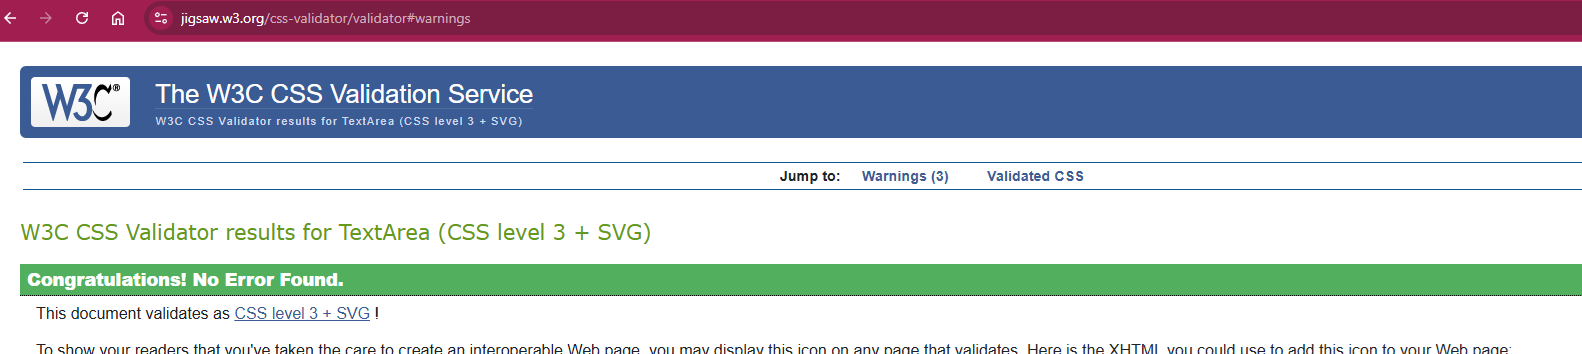 jigsaw.w3.org/css-validator/validator#warnings
W3C®
The W3C CSS Validation Service
W3C CSS Validator results for TextArea (CSS level 3 + SVG)
Jump to: Warnings (3) Validated CSS
W3C CSS Validator results for TextArea (CSS level 3 + SVG)
Congratulations! No Error Found.
This document validates as CSS level 3 + SVG !
To show your readers that you've taken the care to create an interoperable Web page, you may display this icon on any page that validates. Here is the XHTML you could use to add this icon to your Web page: